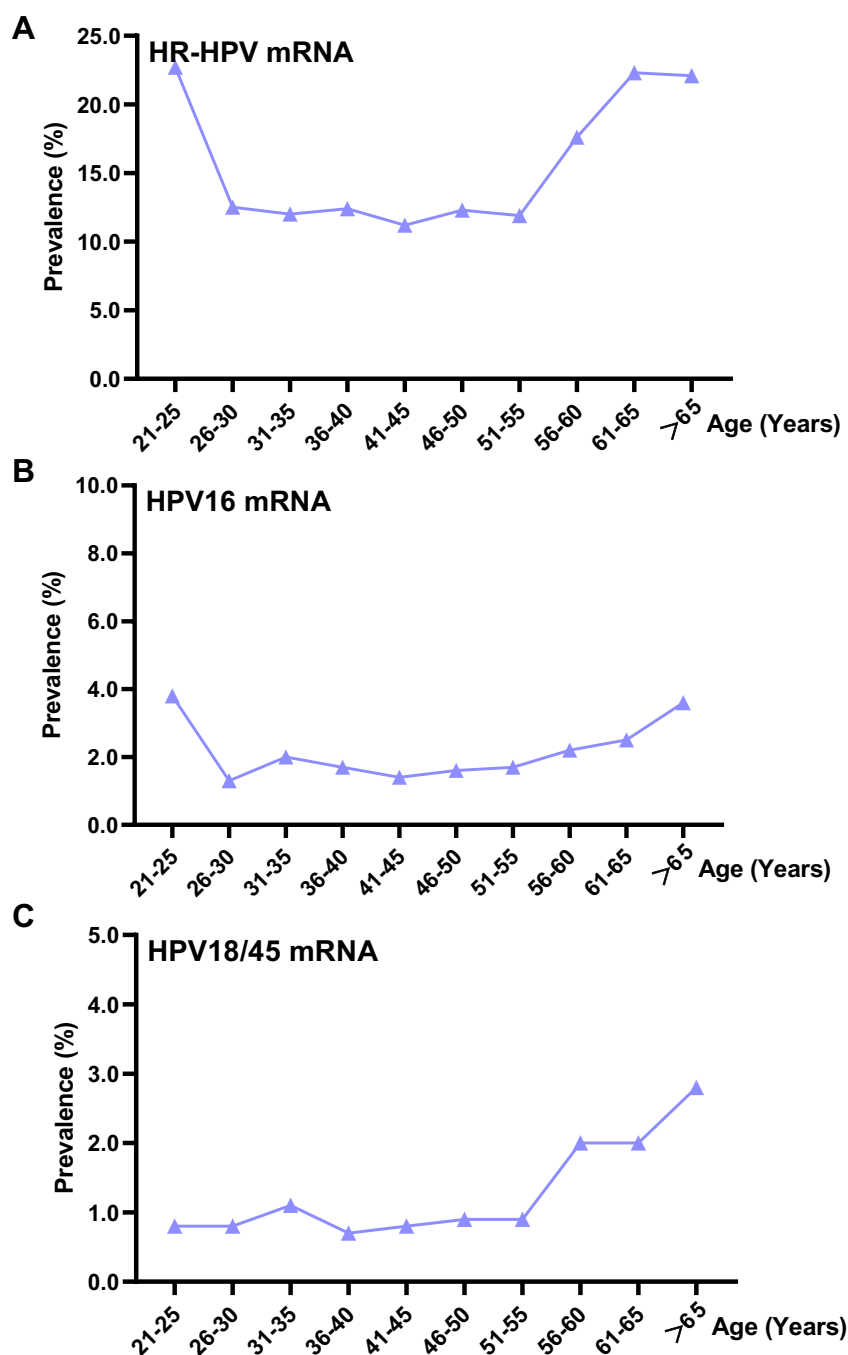 A
HR-HPV mRNA
Prevalence (%)
25.0
20.0
15.0
10.0
5.0
0.0
21-25 26-30 31-35 36-40 41-45 46-50 51-55 56-60 61-65 >65 Age (Years)
B
HPV16 mRNA
Prevalence (%)
10.0
8.0
6.0
4.0
2.0
0.0
21-25 26-30 31-35 36-40 41-45 46-50 51-55 56-60 61-65 >65 Age (Years)
C
HPV18/45 mRNA
Prevalence (%)
5.0
4.0
3.0
2.0
1.0
0.0
21-25 26-30 31-35 36-40 41-45 46-50 51-55 56-60 61-65 >65 Age (Years)